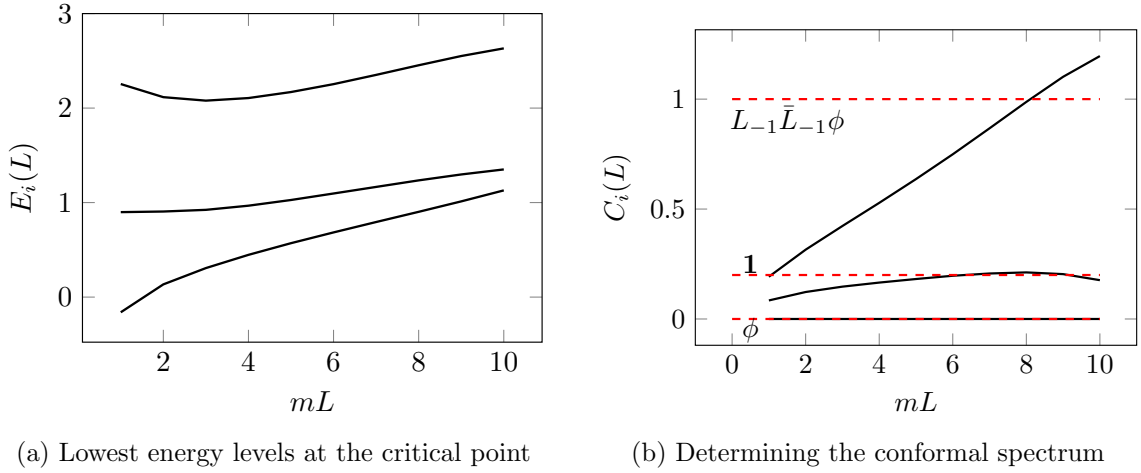 3
2
1
0
E_i(L)
2 4 6 8 10
mL
(a) Lowest energy levels at the critical point
1
0.5
0
C_i(L)
L_{-1}\bar{L}_{-1}ϕ
1
ϕ
0 2 4 6 8 10
mL
(b) Determining the conformal spectrum